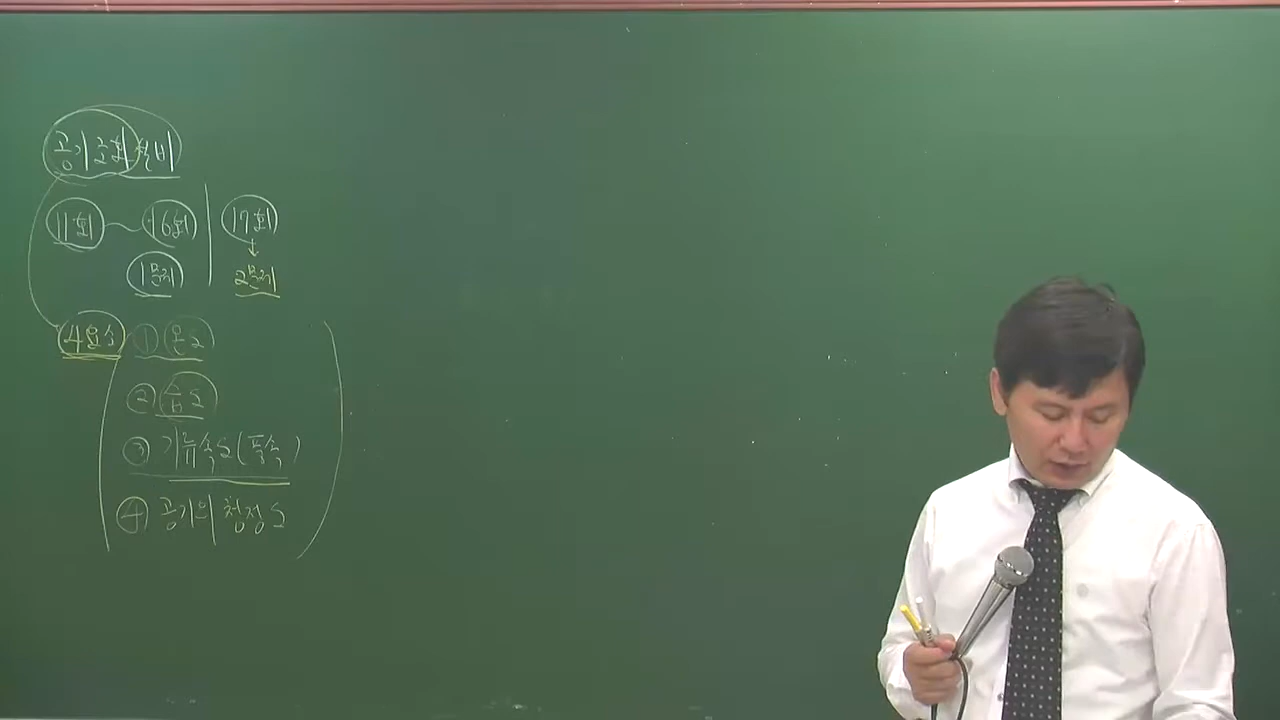 공기조화설비
11회 ~ 16회 | 17회
1문제 ↓ 2문제
4요소 ① 온도
② 습도
③ 기류속도(풍속)
④ 공기의 청정도